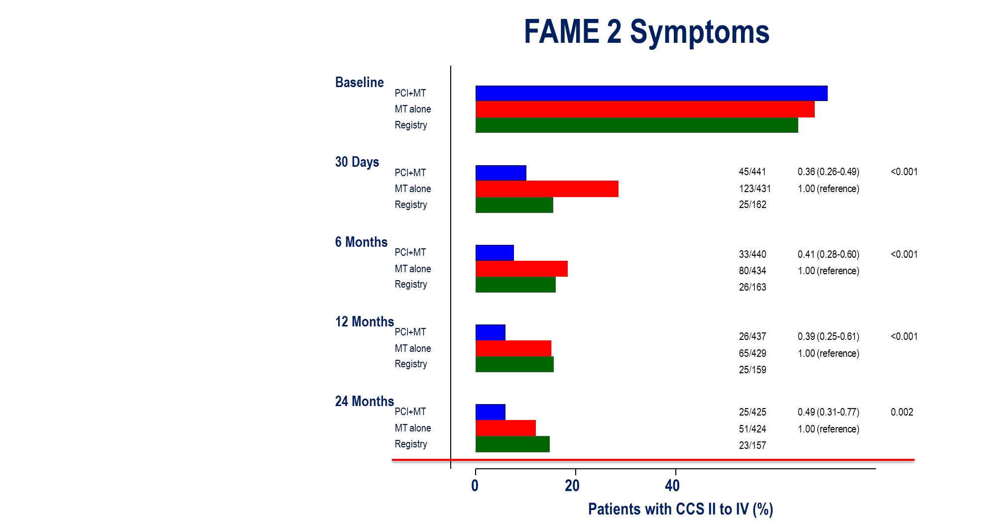 FAME 2 Symptoms
Baseline
PCI+MT
MT alone
Registry
30 Days
PCI+MT 45/441 0.36 (0.26-0.49) <0.001
MT alone 123/431 1.00 (reference)
Registry 25/162
6 Months
PCI+MT 33/440 0.41 (0.28-0.60) <0.001
MT alone 80/434 1.00 (reference)
Registry 26/163
12 Months
PCI+MT 26/437 0.39 (0.25-0.61) <0.001
MT alone 65/429 1.00 (reference)
Registry 25/159
24 Months
PCI+MT 25/425 0.49 (0.31-0.77) 0.002
MT alone 51/424 1.00 (reference)
Registry 23/157
0 20 40
Patients with CCS II to IV (%)